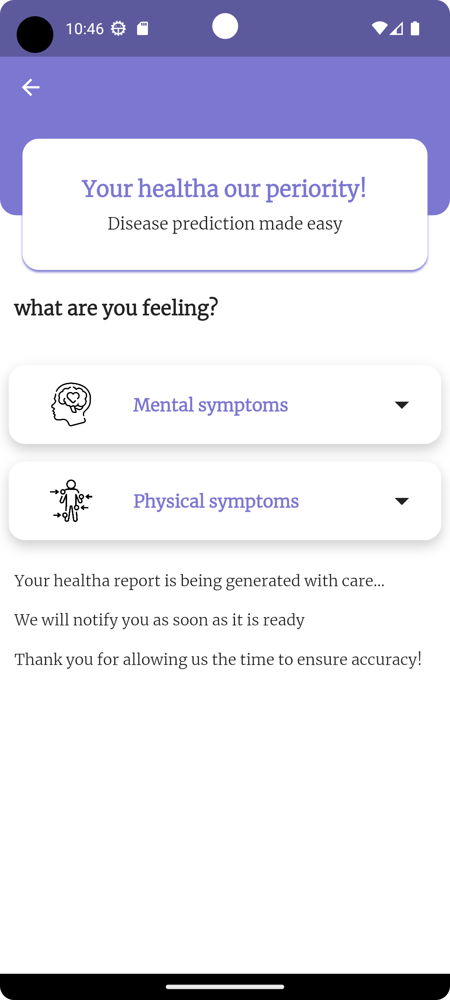 10:46
Your healtha our periority!
Disease prediction made easy
what are you feeling?
Mental symptoms
Physical symptoms
Your healtha report is being generated with care...
We will notify you as soon as it is ready
Thank you for allowing us the time to ensure accuracy!